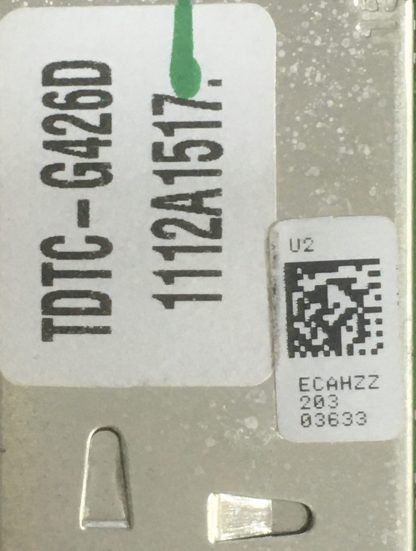 TDTC-G426D
1112A1517.
U2
ECAHZZ
203
03633